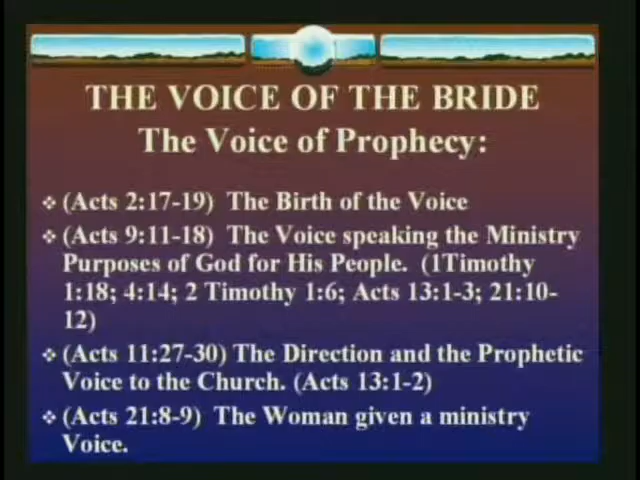 THE VOICE OF THE BRIDE
The Voice of Prophecy:
❖ (Acts 2:17-19) The Birth of the Voice
❖ (Acts 9:11-18) The Voice speaking the Ministry
Purposes of God for His People. (1Timothy
1:18; 4:14; 2 Timothy 1:6; Acts 13:1-3; 21:10-
12)
❖ (Acts 11:27-30) The Direction and the Prophetic
Voice to the Church. (Acts 13:1-2)
❖ (Acts 21:8-9) The Woman given a ministry
Voice.